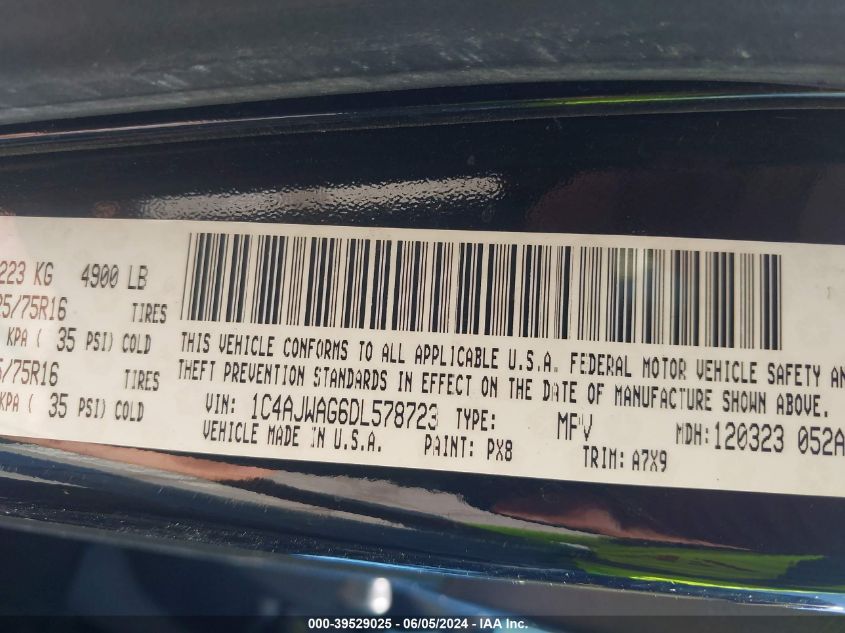 223 KG 4900 LB
25/75R16 TIRES
KPA ( 35 PSI) COLD
5/75R16 TIRES
KPA ( 35 PSI) COLD
THIS VEHICLE CONFORMS TO ALL APPLICABLE U.S.A. FEDERAL MOTOR VEHICLE SAFETY AN
THEFT PREVENTION STANDARDS IN EFFECT ON THE DATE OF MANUFACTURE SHOWN ABOVE.
VIN: 1C4AJWAG6DL578723 TYPE: MPV MDH: 120323 052A
VEHICLE MADE IN U.S.A. PAINT: PX8 TRIM: A7X9
000-39529025 - 06/05/2024 - IAA Inc.